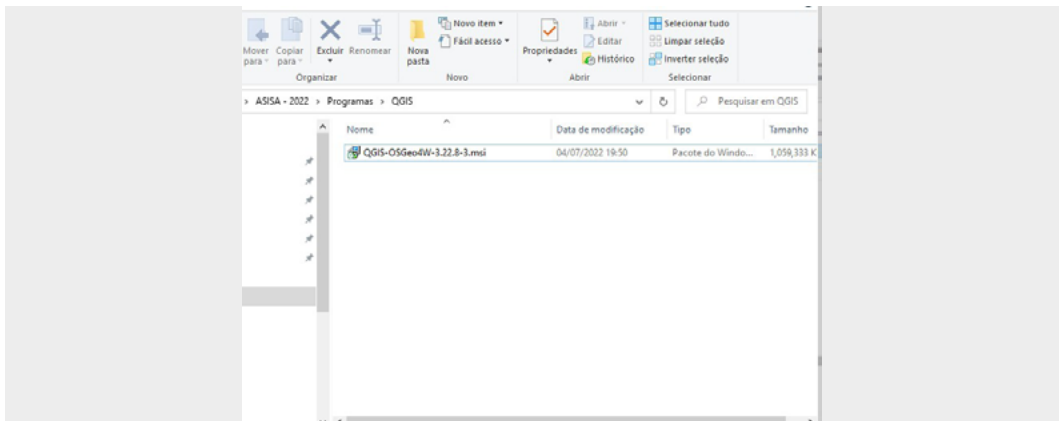 Novo item
Abrir
Selecionar tudo
Fácil acesso
Editar
Limpar seleção
Mover para
Copiar para
Excluir
Renomear
Nova pasta
Propriedades
Histórico
Inverter seleção
Organizar
Novo
Abrir
Selecionar
> ASISA - 2022 > Programas > QGIS
Pesquisar em QGIS
Nome
Data de modificação
Tipo
Tamanho
QGIS-OSGeo4W-3.22.8-3.msi
04/07/2022 19:50
Pacote do Windo...
1,059,333 K